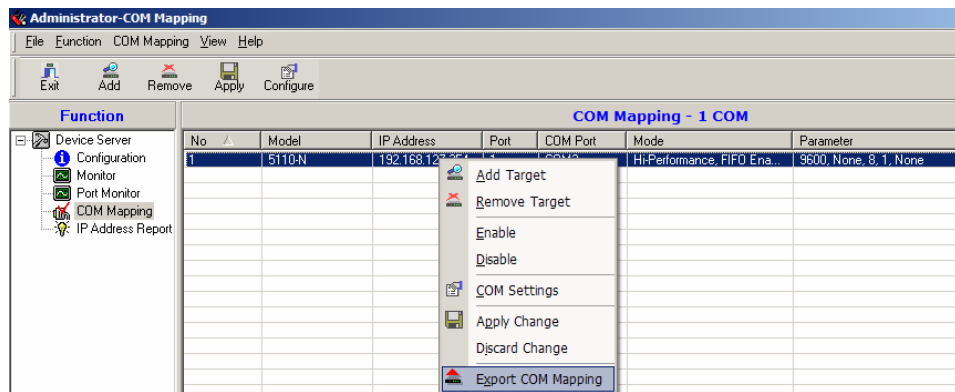 Administrator-COM Mapping
File Function COM Mapping View Help
Exit Add Remove Apply Configure
Function
COM Mapping - 1 COM
Device Server
Configuration
Monitor
Port Monitor
COM Mapping
IP Address Report
No Model IP Address Port COM Port Mode Parameter
1 5110-N Hi-Performance, FIFO Ena... 9600, None, 8, 1, None
Add Target
Remove Target
Enable
Disable
COM Settings
Apply Change
Discard Change
Export COM Mapping